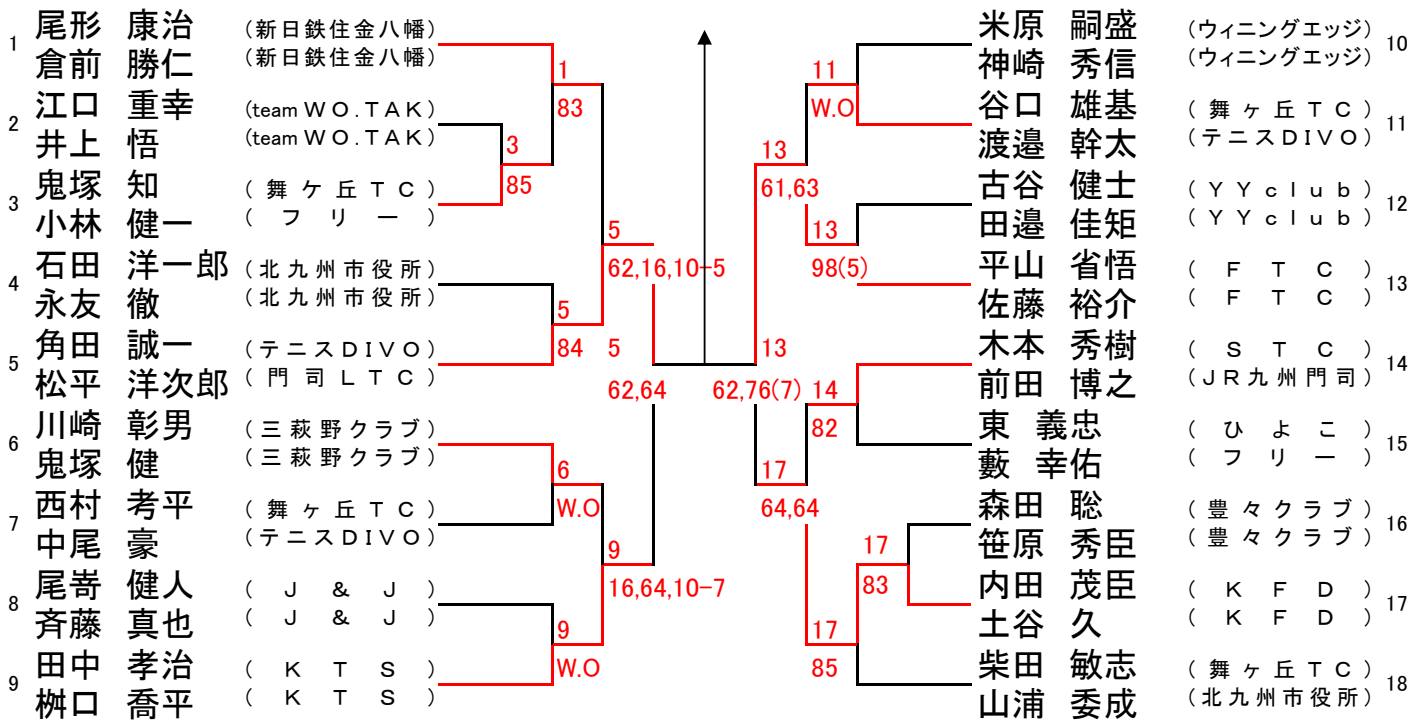 1 尾形 康治 (新日鉄住金八幡)
倉前 勝仁 (新日鉄住金八幡)
2 江口 重幸 (team WO.TAK)
井上 悟 (team WO.TAK)
3 鬼塚 知 (舞ケ丘TC)
小林 健一 (フリー)
4 石田 洋一郎 (北九州市役所)
永友 徹 (北九州市役所)
5 角田 誠一 (テニスDIVO)
松平 洋次郎 (門司LTC)
6 川崎 彰男 (三萩野クラブ)
鬼塚 健 (三萩野クラブ)
7 西村 考平 (舞ヶ丘TC)
中尾 豪 (テニスDIVO)
8 尾嵜 健人 (J & J)
斉藤 真也 (J & J)
9 田中 孝治 (KTS)
桝口 喬平 (KTS)
1
83
3
85
5
62,16,10-5
5
84
5
62,64
6
W.O
9
16,64,10-7
9
W.O
11
W.O
13
61,63
13
98(5)
13
62,76(7)
14
82
17
64,64
17
83
17
85
米原 嗣盛 (ウィニングエッジ) 10
神崎 秀信 (ウィニングエッジ)
谷口 雄基 (舞ヶ丘TC) 11
渡邉 幹太 (テニスDIVO)
古谷 健士 (YYclub) 12
田邉 佳矩 (YYclub)
平山 省悟 (FTC) 13
佐藤 裕介 (FTC)
木本 秀樹 (STC) 14
前田 博之 (JR九州門司)
東 義忠 (ひよこ) 15
藪 幸佑 (フリー)
森田 聡 (豊々クラブ) 16
笹原 秀臣 (豊々クラブ)
内田 茂臣 (KFD) 17
土谷 久 (KFD)
柴田 敏志 (舞ヶ丘TC) 18
山浦 委成 (北九州市役所)